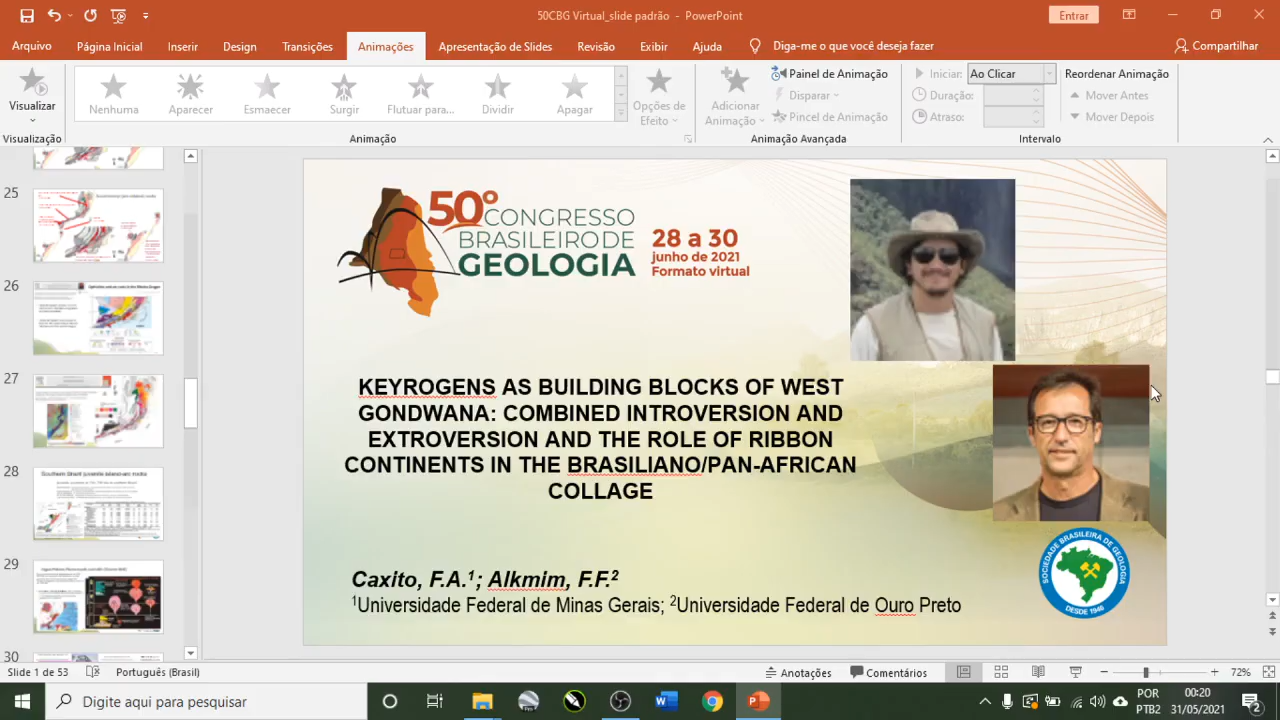 50CBG Virtual_slide padrão - PowerPoint
Entrar
Arquivo
Página Inicial
Inserir
Design
Transições
Animações
Apresentação de Slides
Revisão
Exibir
Ajuda
Diga-me o que você deseja fazer
Compartilhar
Visualizar
Nenhuma
Aparecer
Esmaecer
Surgir
Flutuar para...
Dividir
Apagar
Opções de
Efeito
Adicionar
Animação
Painel de Animação
Disparar
Pincel de Animação
Iniciar:
Ao Clicar
Duração:
Atraso:
Reordenar Animação
Mover Antes
Mover Depois
Visualização
Animação
Animação Avançada
Intervalo
25
26
27
28
29
30
50º CONGRESSO
BRASILEIRO DE
GEOLOGIA
28 a 30
junho de 2021
Formato virtual
KEYROGENS AS BUILDING BLOCKS OF WEST
GONDWANA: COMBINED INTROVERSION AND
EXTROVERSION AND THE ROLE OF RIBBON
CONTINENTS IN THE BRASILIANO/PAN-AFRICAN
COLLAGE
Caxito, F.A.¹; Alkmim, F.F.²
¹Universidade Federal de Minas Gerais; ²Universidade Federal de Ouro Preto
SOCIEDADE BRASILEIRA DE GEOLOGIA
DESDE 1946
Slide 1 de 53
Português (Brasil)
Anotações
Comentários
72%
Digite aqui para pesquisar
POR
PTB2
00:20
31/05/2021
2